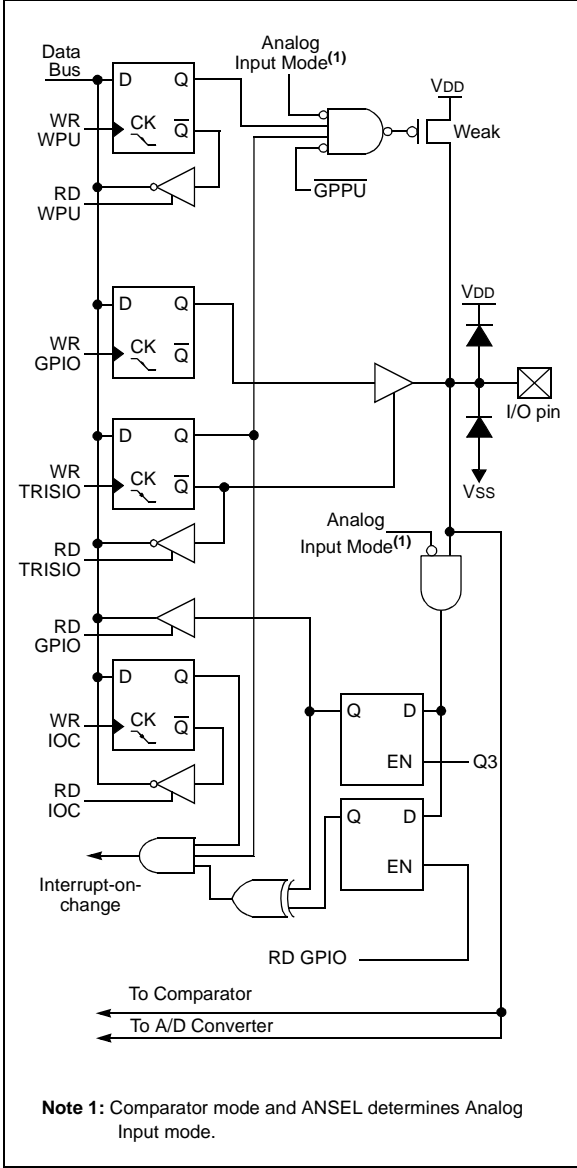 Analog
Input Mode(1)
Data
Bus
VDD
D Q
WR
WPU
CK Q
Weak
RD
WPU
GPPU
D Q
VDD
WR
GPIO
CK Q
I/O pin
D Q
WR
TRISIO
CK Q
VSS
Analog
Input Mode(1)
RD
TRISIO
RD
GPIO
D Q
Q D
WR
IOC
CK Q
EN
Q3
RD
IOC
Q D
EN
Interrupt-on-
change
RD GPIO
To Comparator
To A/D Converter
Note 1: Comparator mode and ANSEL determines Analog
Input mode.